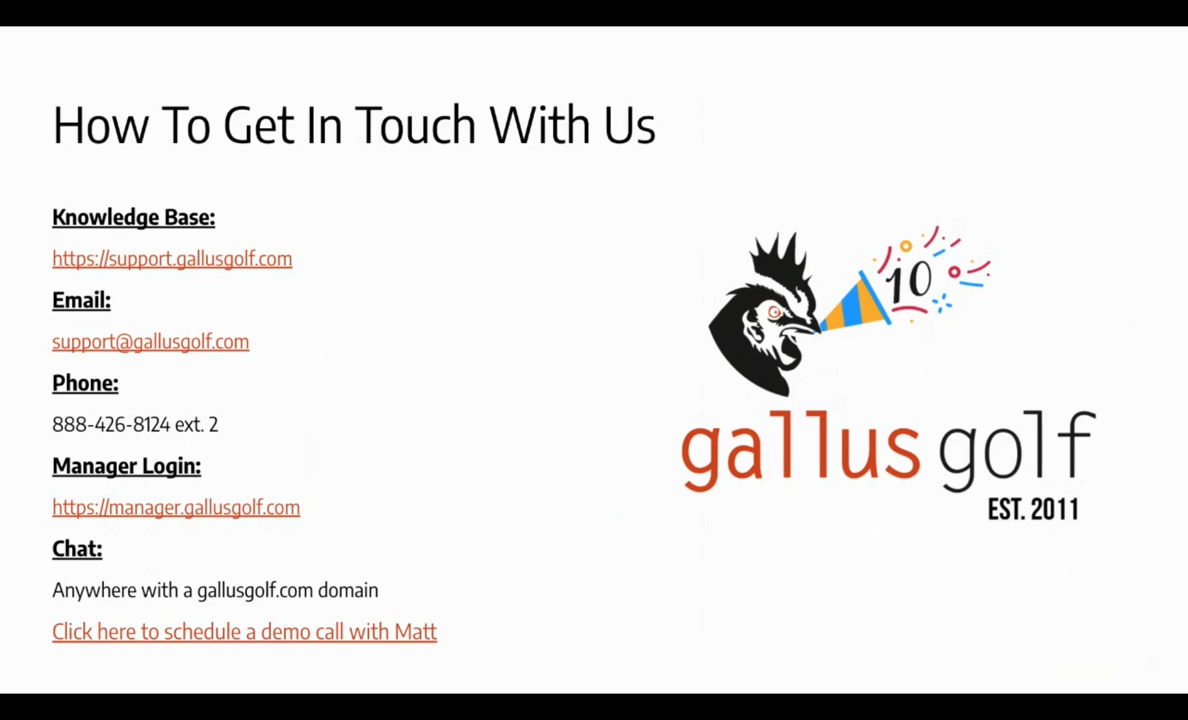 How To Get In Touch With Us
Knowledge Base:
https://support.gallusgolf.com
Email:
support@gallusgolf.com
Phone:
888-426-8124 ext. 2
Manager Login:
https://manager.gallusgolf.com
Chat:
Anywhere with a gallusgolf.com domain
Click here to schedule a demo call with Matt
10
gallus golf
EST. 2011